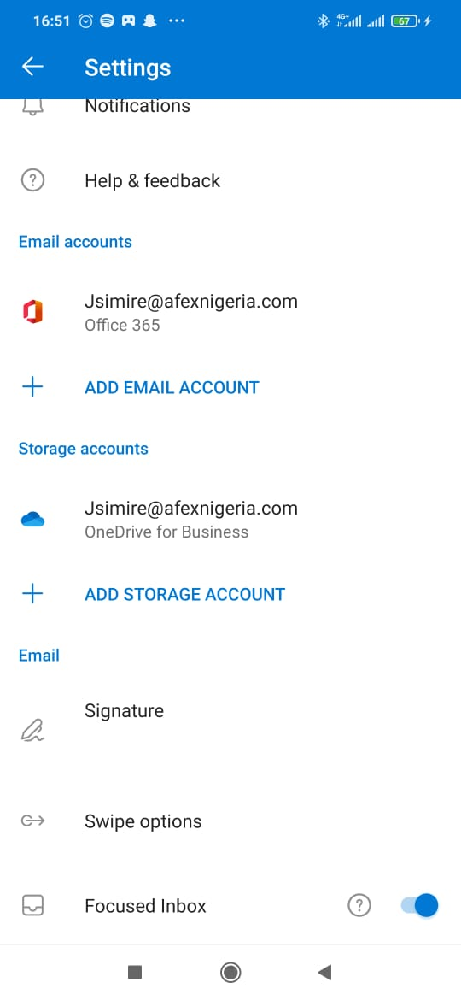 16:51
4G+
67
Settings
Notifications
Help & feedback
Email accounts
Jsimire@afexnigeria.com
Office 365
ADD EMAIL ACCOUNT
Storage accounts
Jsimire@afexnigeria.com
OneDrive for Business
ADD STORAGE ACCOUNT
Email
Signature
Swipe options
Focused Inbox